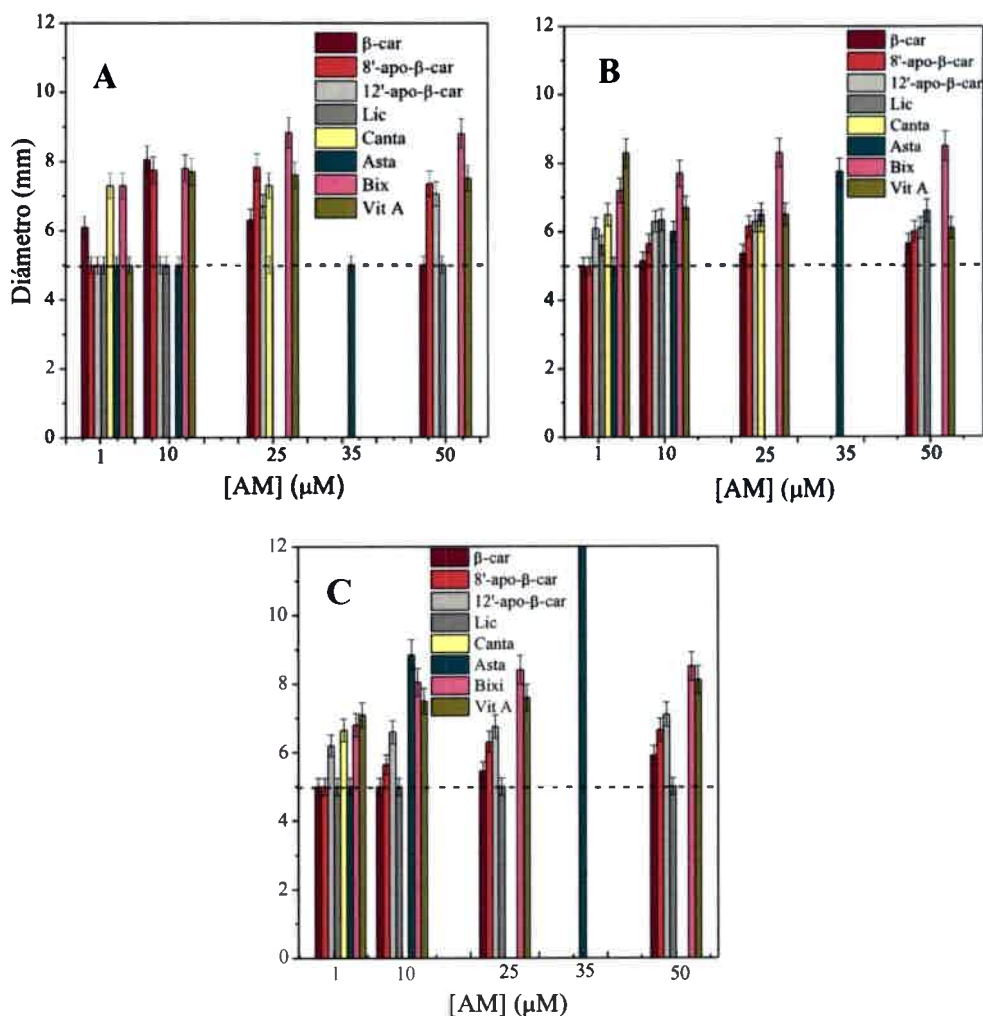 A
Diámetro (mm)
12
10
8
6
4
2
0
β-car
8'-apo-β-car
12'-apo-β-car
Lic
Canta
Asta
Bix
Vit A
1 10 25 35 50
[AM] (μM)
B
12
10
8
6
4
2
0
β-car
8'-apo-β-car
12'-apo-β-car
Lic
Canta
Asta
Bix
Vit A
1 10 25 35 50
[AM] (μM)
C
12
10
8
6
4
2
0
β-car
8'-apo-β-car
12'-apo-β-car
Lic
Canta
Asta
Bixi
Vit A
1 10 25 35 50
[AM] (μM)